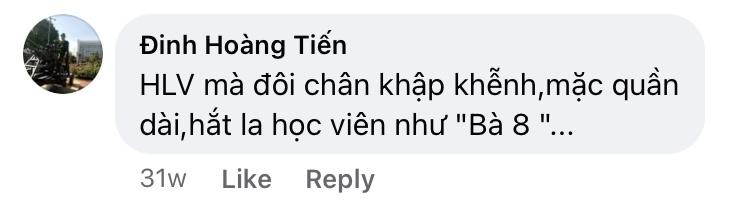 Đinh Hoàng Tiến
HLV mà đôi chân khập khễnh,mặc quần
dài,hắt la học viên như "Bà 8 "...
31w Like Reply